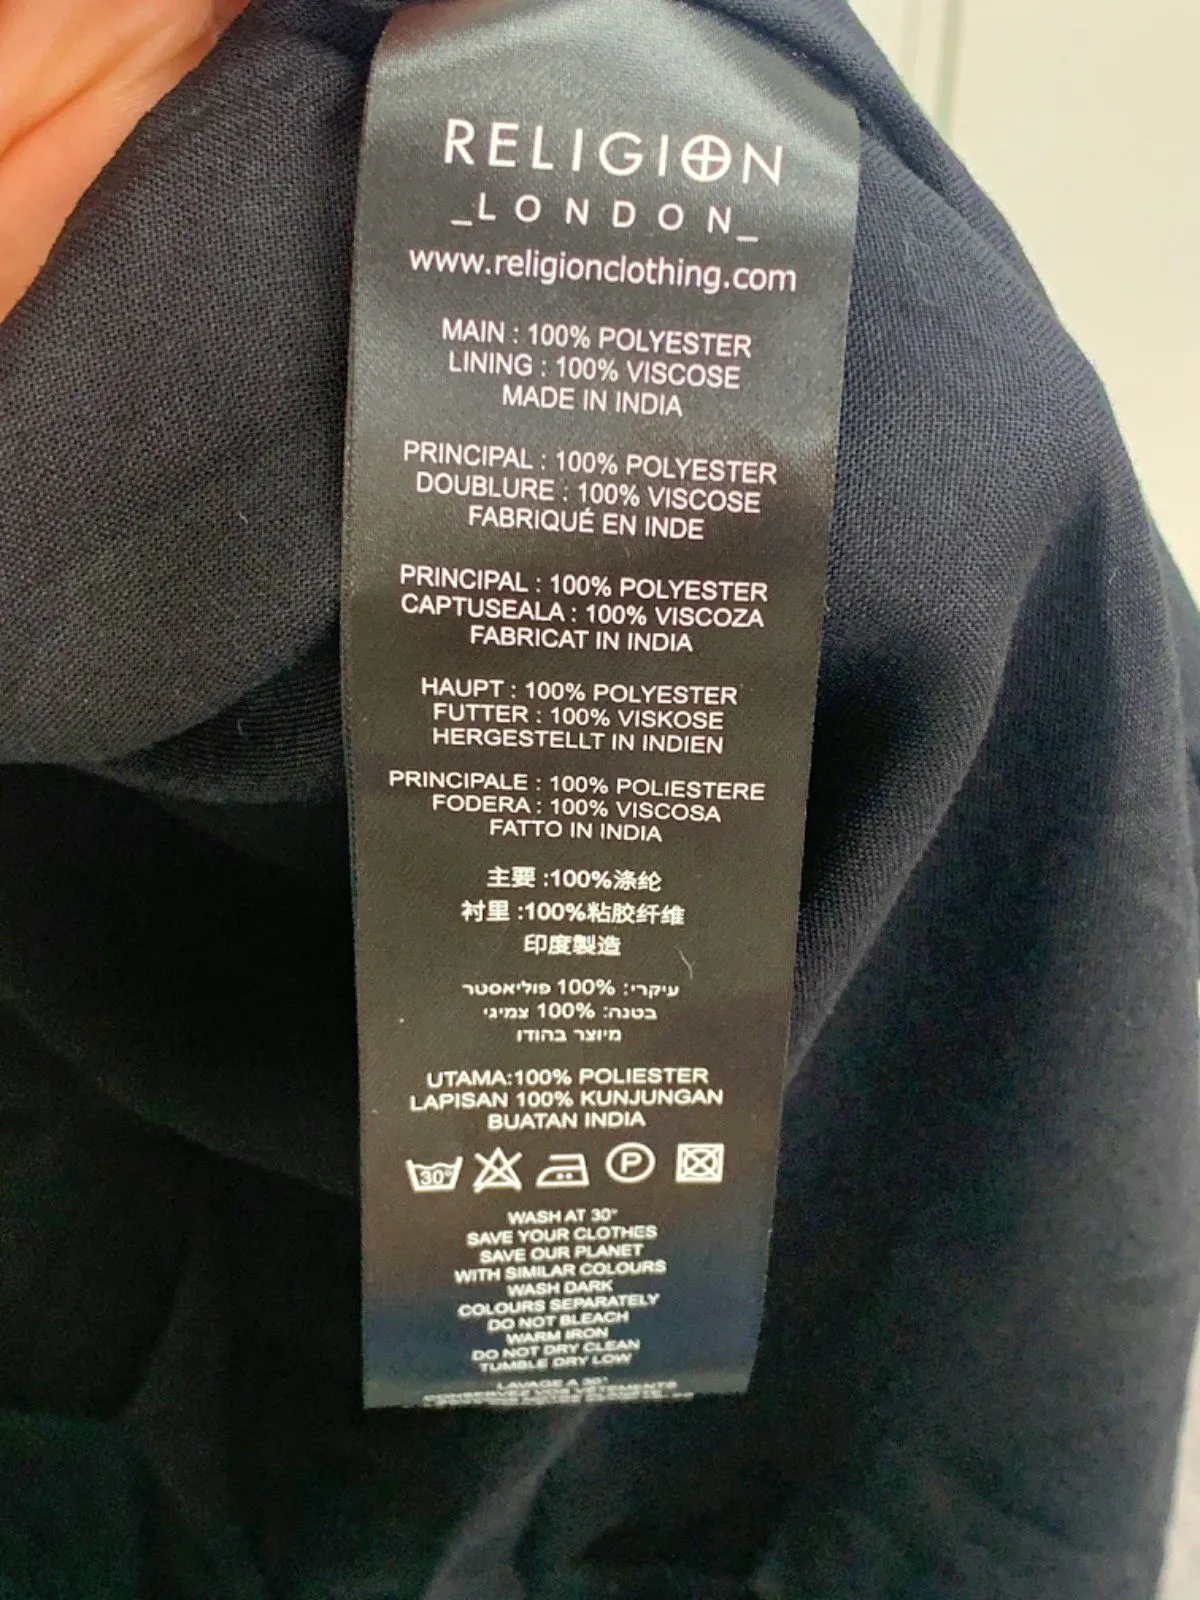 RELIGION
_LONDON_
www.religionclothing.com
MAIN : 100% POLYESTER
LINING : 100% VISCOSE
MADE IN INDIA
PRINCIPAL : 100% POLYESTER
DOUBLURE : 100% VISCOSE
FABRIQUÉ EN INDE
PRINCIPAL : 100% POLYESTER
CAPTUSEALA : 100% VISCOZA
FABRICAT IN INDIA
HAUPT : 100% POLYESTER
FUTTER : 100% VISKOSE
HERGESTELLT IN INDIEN
PRINCIPALE : 100% POLIESTERE
FODERA : 100% VISCOSA
FATTO IN INDIA
主要 :100%涤纶
衬里 :100%粘胶纤维
印度製造
עיקרי: 100% פוליאסטר
בטנה: 100% צמיגי
מיוצר בהודו
UTAMA:100% POLIESTER
LAPISAN 100% KUNJUNGAN
BUATAN INDIA
30° P
WASH AT 30°
SAVE YOUR CLOTHES
SAVE OUR PLANET
WITH SIMILAR COLOURS
WASH DARK
COLOURS SEPARATELY
DO NOT BLEACH
WARM IRON
DO NOT DRY CLEAN
TUMBLE DRY LOW
LAVAGE A 30°
CONSERVEZ VOS VETEMENTS